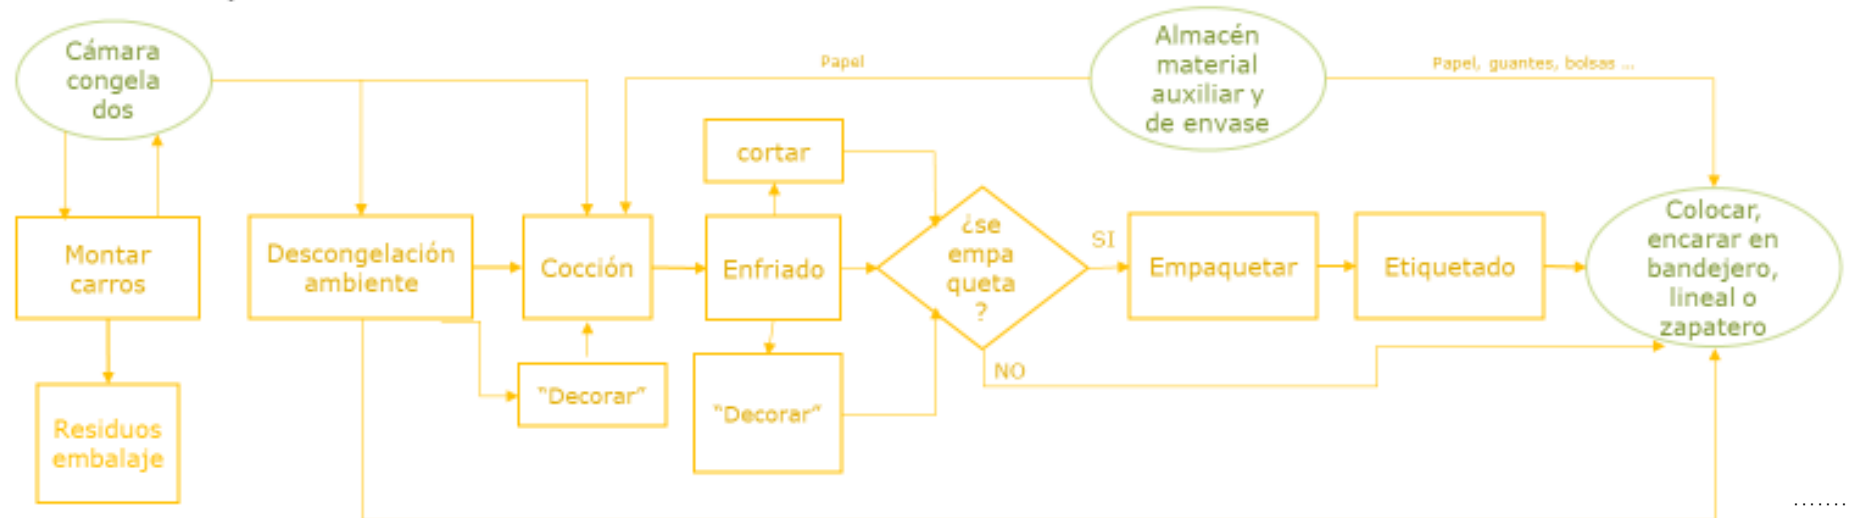 Cámara
congela
dos
Papel
Almacén
material
auxiliar y
de envase
Papel, guantes, bolsas ...
cortar
Montar
carros
Descongelación
ambiente
Cocción
Enfriado
¿se
empa
queta
?
SI
Empaquetar
Etiquetado
Colocar,
encarar en
bandejero,
lineal o
zapatero
NO
"Decorar"
"Decorar"
Residuos
embalaje
.......